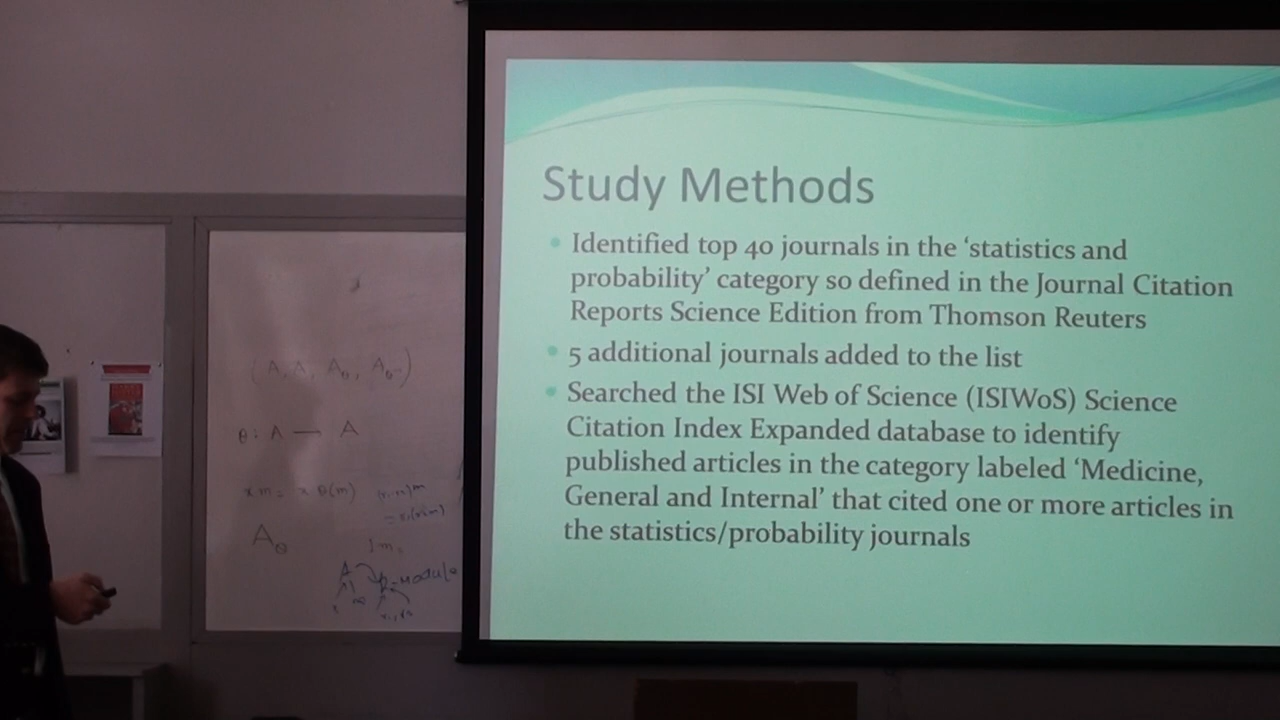 Study Methods
Identified top 40 journals in the ‘statistics and
probability’ category so defined in the Journal Citation
Reports Science Edition from Thomson Reuters
5 additional journals added to the list
Searched the ISI Web of Science (ISIWoS) Science
Citation Index Expanded database to identify
published articles in the category labeled ‘Medicine,
General and Internal’ that cited one or more articles in
the statistics/probability journals
θ: A — A
xm = x θ(m)
A_θ